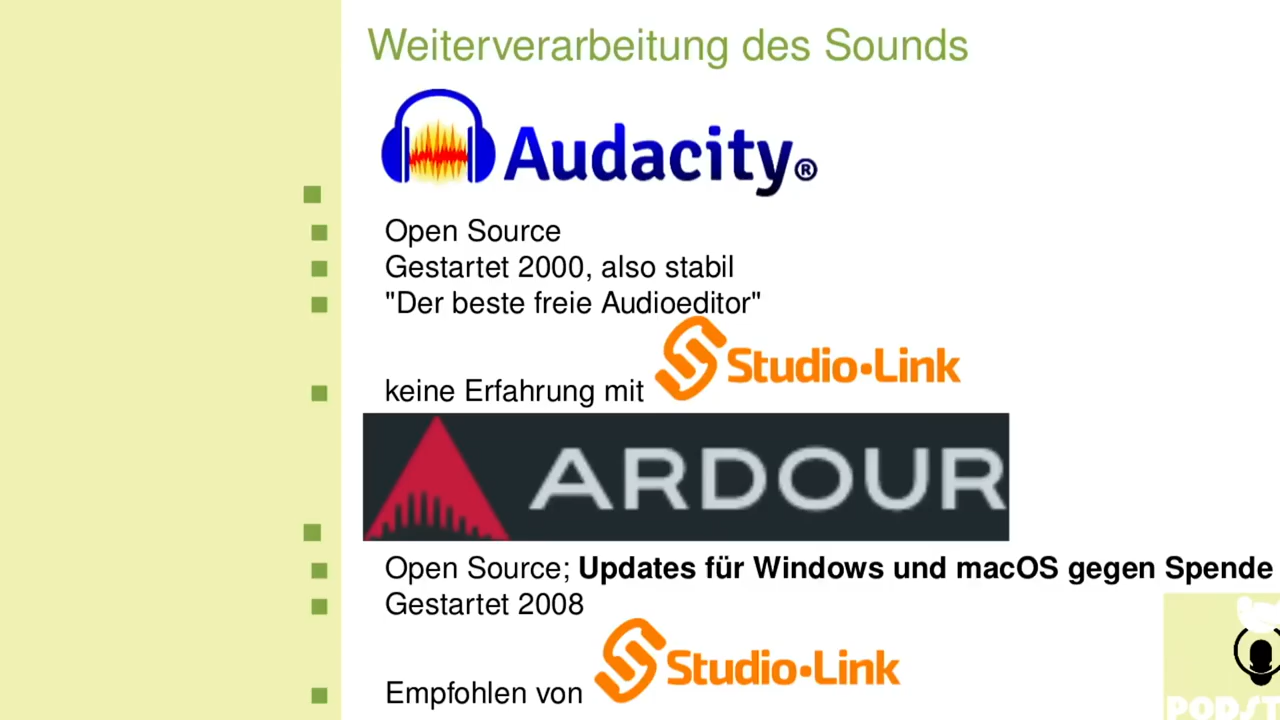 Weiterverarbeitung des Sounds
Audacity®
Open Source
Gestartet 2000, also stabil
"Der beste freie Audioeditor"
keine Erfahrung mit Studio·Link
ARDOUR
Open Source; Updates für Windows und macOS gegen Spende
Gestartet 2008
Empfohlen von Studio·Link
PODST